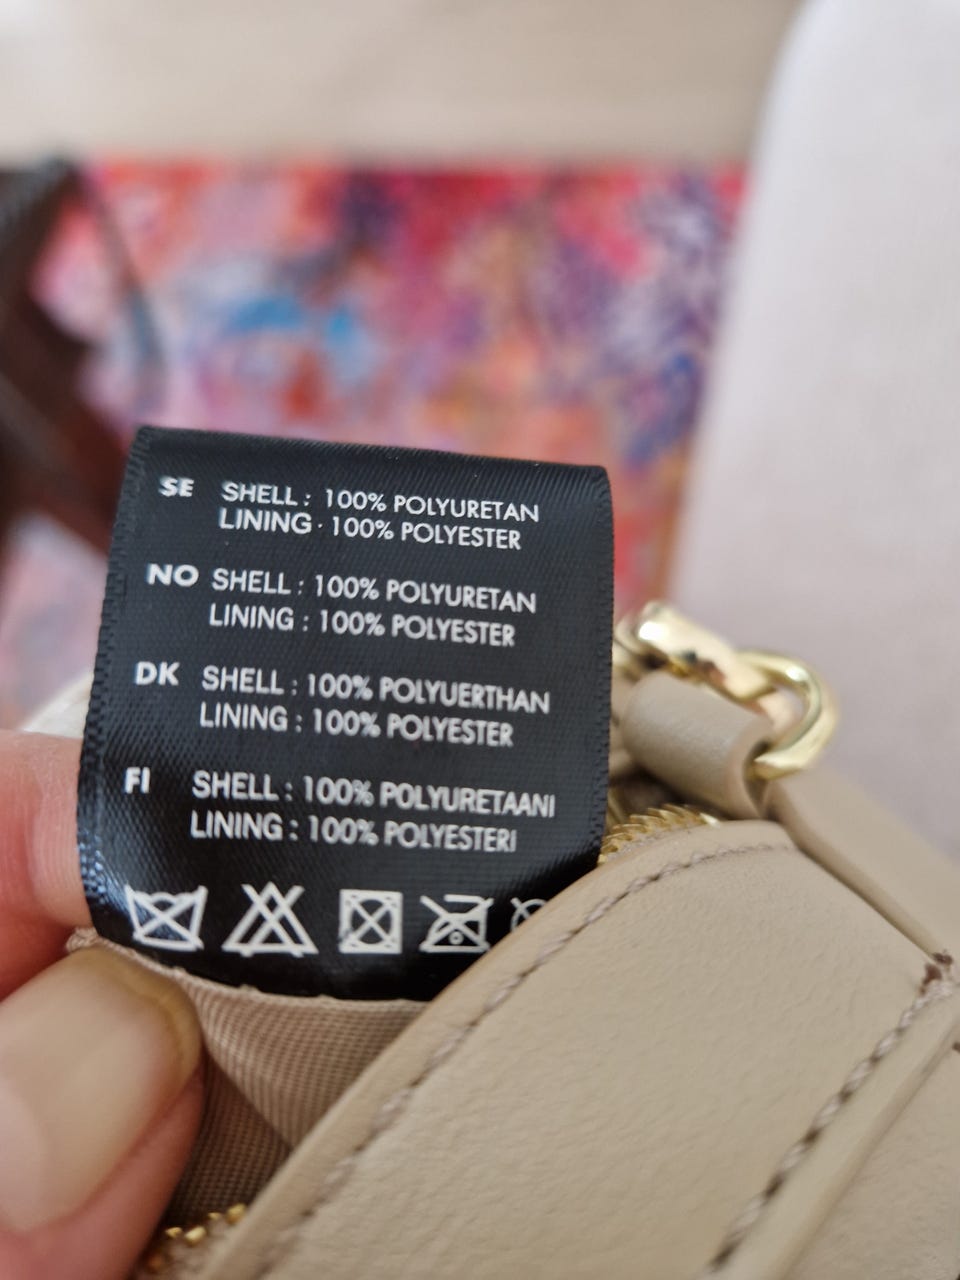 SE SHELL : 100% POLYURETAN
LINING : 100% POLYESTER
NO SHELL : 100% POLYURETAN
LINING : 100% POLYESTER
DK SHELL : 100% POLYUERTHAN
LINING : 100% POLYESTER
FI SHELL : 100% POLYURETAANI
LINING : 100% POLYESTERI